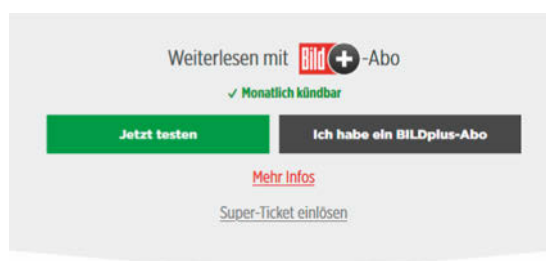 Weiterlesen mit Bild+-Abo
✓ Monatlich kündbar
Jetzt testen
Ich habe ein BILDplus-Abo
Mehr Infos
Super-Ticket einlösen